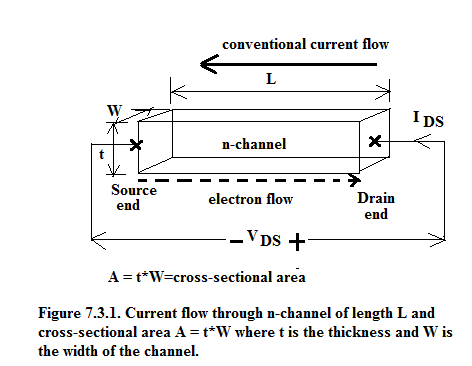 conventional current flow
L
W
I DS
n-channel
t
Source
end
electron flow
Drain
end
– V DS +
A = t*W=cross-sectional area
Figure 7.3.1. Current flow through n-channel of length L and
cross-sectional area A = t*W where t is the thickness and W is
the width of the channel.